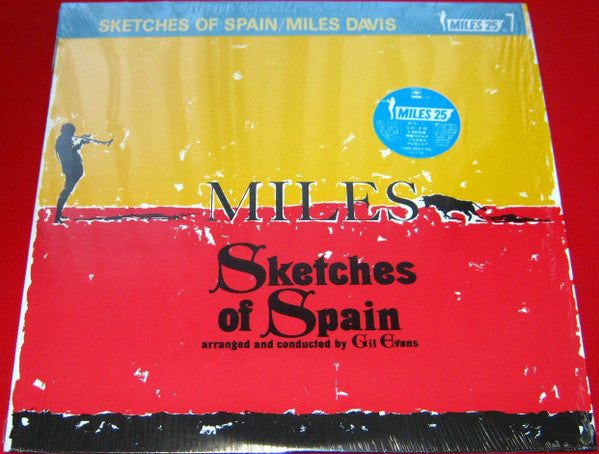 SKETCHES OF SPAIN/MILES DAVIS
MILES 25 7
MILES 25
MILES
Sketches
of Spain
arranged and conducted by Gil Evans